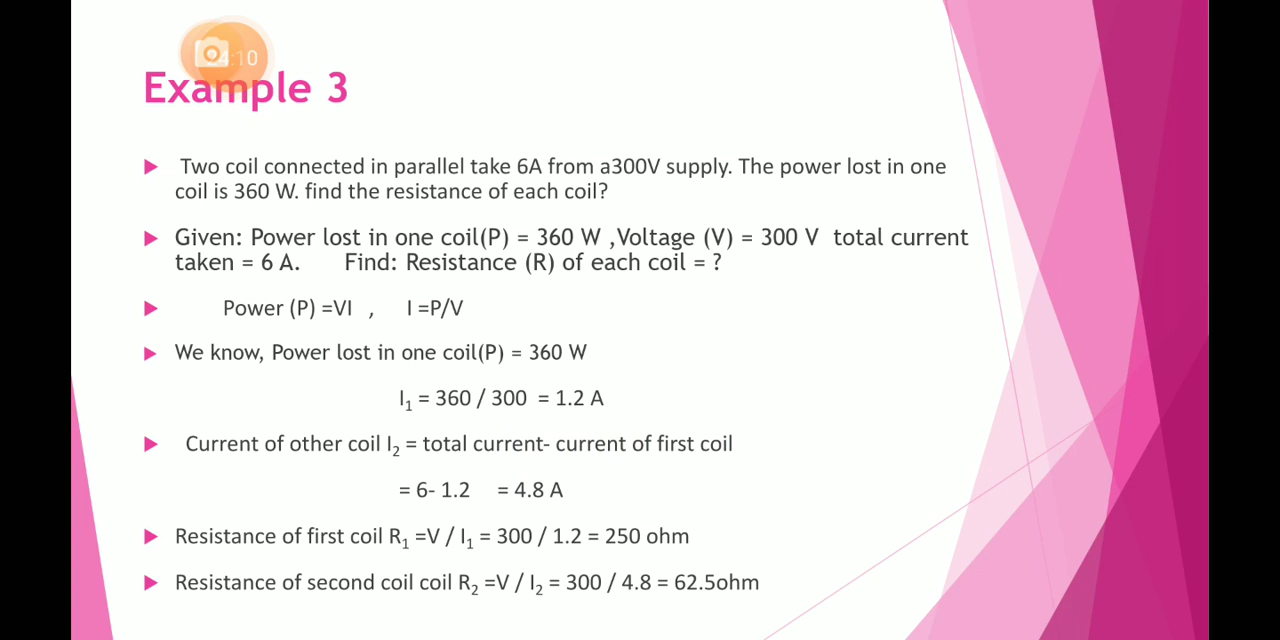 24:10
Example 3
Two coil connected in parallel take 6A from a300V supply. The power lost in one
coil is 360 W. find the resistance of each coil?
Given: Power lost in one coil(P) = 360 W ,Voltage (V) = 300 V total current
taken = 6 A. Find: Resistance (R) of each coil = ?
Power (P) =VI , I =P/V
We know, Power lost in one coil(P) = 360 W
I₁ = 360 / 300 = 1.2 A
Current of other coil I₂ = total current- current of first coil
= 6- 1.2 = 4.8 A
Resistance of first coil R₁ =V / I₁ = 300 / 1.2 = 250 ohm
Resistance of second coil coil R₂ =V / I₂ = 300 / 4.8 = 62.5ohm